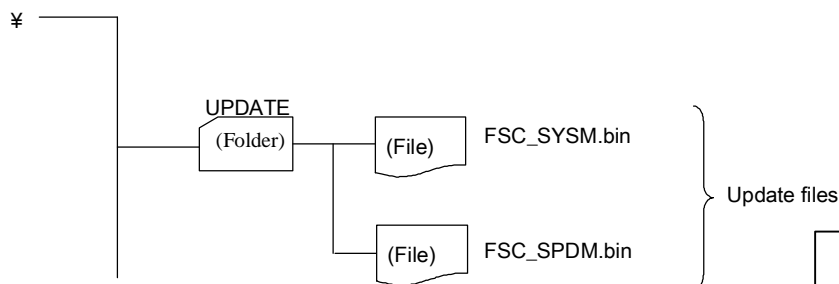 ¥
UPDATE
(Folder)
(File) FSC_SYSM.bin
Update files
(File) FSC_SPDM.bin